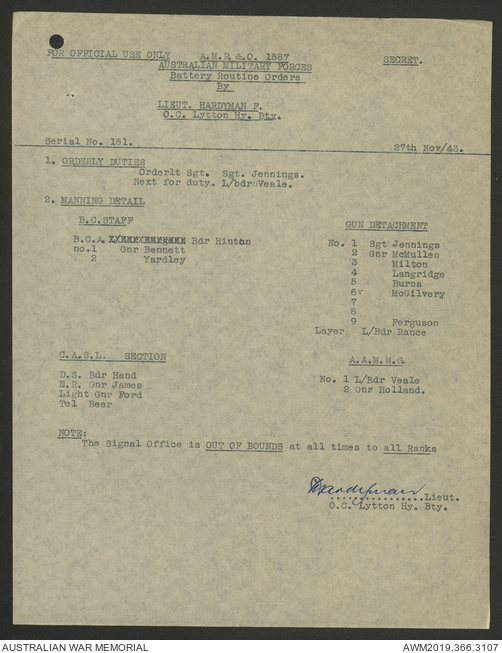 FOR OFFICIAL USE ONLY A.M.R.&.O. 1587
AUSTRALIAN MILITARY FORCES SECRET.
Battery Routine Orders
By
LIEUT. HARDYMAN F.
O.C. Lytton Hy. Bty.
Serial No. 181. 27th Nov/43.
1. ORDERLY DUTIES
Orderlt Sgt. Sgt. Jennings.
Next for duty. L/bdr Veale.
2. MANNING DETAIL
B.C.STAFF
B.C.A. Bdr Hinton
no.1 Gnr Bennett
2 Yardley
GUN DETACHMENT
No. 1 Sgt Jennings
2 Gnr McMullen
3 Milton
4 Langridge
5 Burns
6 McGilvery
7
8
9 Ferguson
Layer L/Bdr Rance
C.A.S.L. SECTION
D.S. Bdr Hand
E.R. Gnr James
Light Gnr Ford
Tel Beer
A.A.M.M.G.
No. 1 L/Bdr Veale
2 Gnr Holland.
NOTE:
The Signal Office is OUT OF BOUNDS at all times to all Ranks
Hardyman
................Lieut.
O.C. Lytton Hy. Bty.
AUSTRALIAN WAR MEMORIAL AWM2019.366.3107